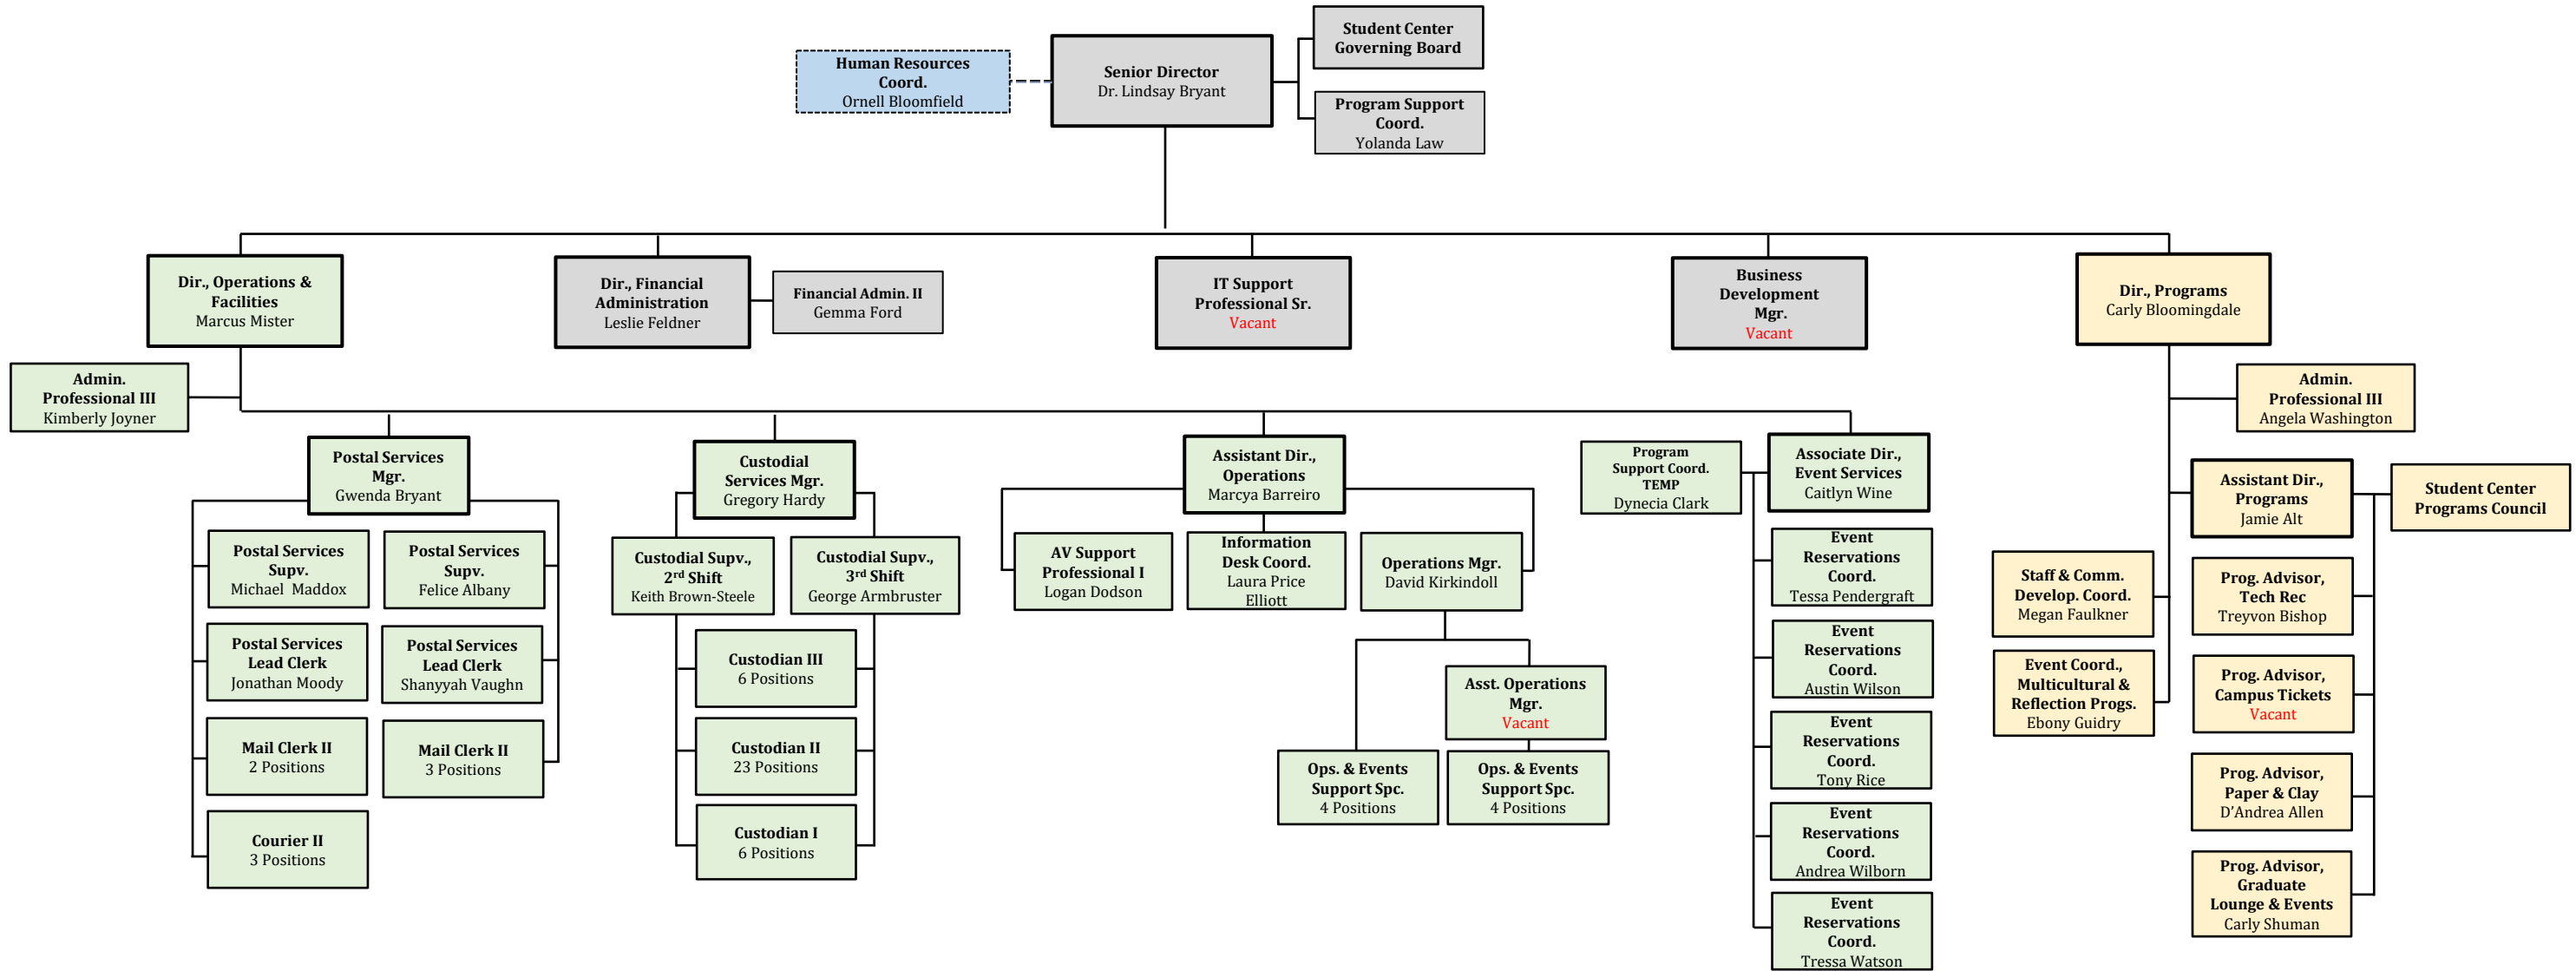 Student Center
Governing Board
Human Resources
Coord.
Ornell Bloomfield
Senior Director
Dr. Lindsay Bryant
Program Support
Coord.
Yolanda Law
Dir., Operations &
Facilities
Marcus Mister
Dir., Financial
Administration
Leslie Feldner
Financial Admin. II
Gemma Ford
IT Support
Professional Sr.
Vacant
Business
Development
Mgr.
Vacant
Dir., Programs
Carly Bloomingdale
Admin.
Professional III
Kimberly Joyner
Admin.
Professional III
Angela Washington
Postal Services
Mgr.
Gwenda Bryant
Custodial
Services Mgr.
Gregory Hardy
Assistant Dir.,
Operations
Marcya Barreiro
Program
Support Coord.
TEMP
Dynecia Clark
Associate Dir.,
Event Services
Caitlyn Wine
Assistant Dir.,
Programs
Jamie Alt
Student Center
Programs Council
Postal Services
Supv.
Michael  Maddox
Postal Services
Supv.
Felice Albany
Postal Services
Lead Clerk
Jonathan Moody
Postal Services
Lead Clerk
Shanyyah Vaughn
Mail Clerk II
2 Positions
Mail Clerk II
3 Positions
Courier II
3 Positions
Custodial Supv.,
2rd Shift
Keith Brown-Steele
Custodial Supv.,
3rd Shift
George Armbruster
Custodian III
6 Positions
Custodian II
23 Positions
Custodian I
6 Positions
AV Support
Professional I
Logan Dodson
Information
Desk Coord.
Laura Price
Elliott
Operations Mgr.
David Kirkindoll
Asst. Operations
Mgr.
Vacant
Ops. & Events
Support Spc.
4 Positions
Ops. & Events
Support Spc.
4 Positions
Event
Reservations
Coord.
Tessa Pendergraft
Event
Reservations
Coord.
Austin Wilson
Event
Reservations
Coord.
Tony Rice
Event
Reservations
Coord.
Andrea Wilborn
Event
Reservations
Coord.
Tressa Watson
Staff & Comm.
Develop. Coord.
Megan Faulkner
Event Coord.,
Multicultural &
Reflection Progs.
Ebony Guidry
Prog. Advisor,
Tech Rec
Treyvon Bishop
Prog. Advisor,
Campus Tickets
Vacant
Prog. Advisor,
Paper & Clay
D’Andrea Allen
Prog. Advisor,
Graduate
Lounge & Events
Carly Shuman